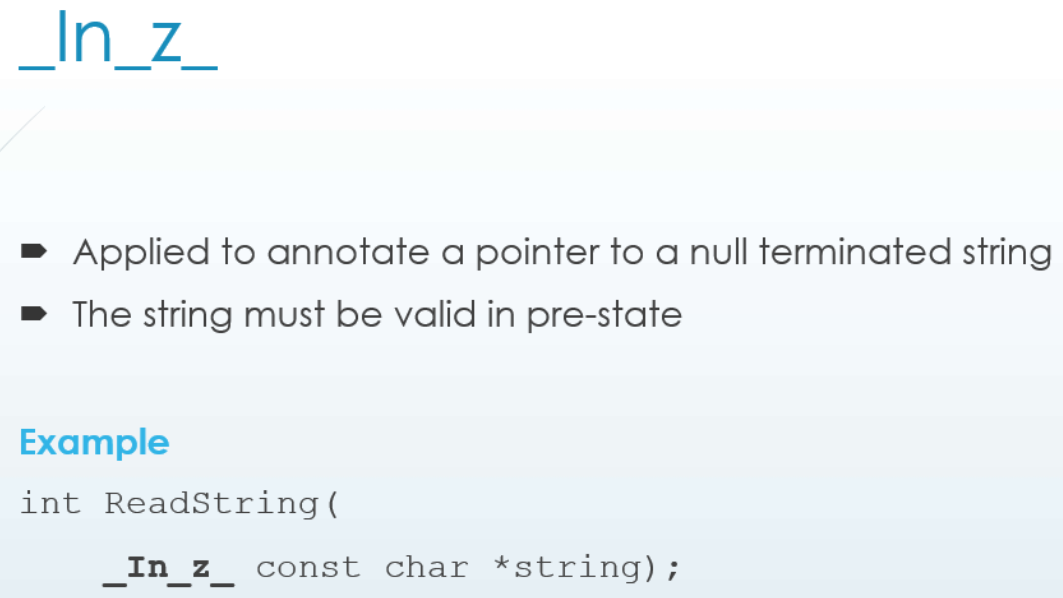 _In_z_
Applied to annotate a pointer to a null terminated string
The string must be valid in pre-state
Example
int ReadString(
_In_z_ const char *string);